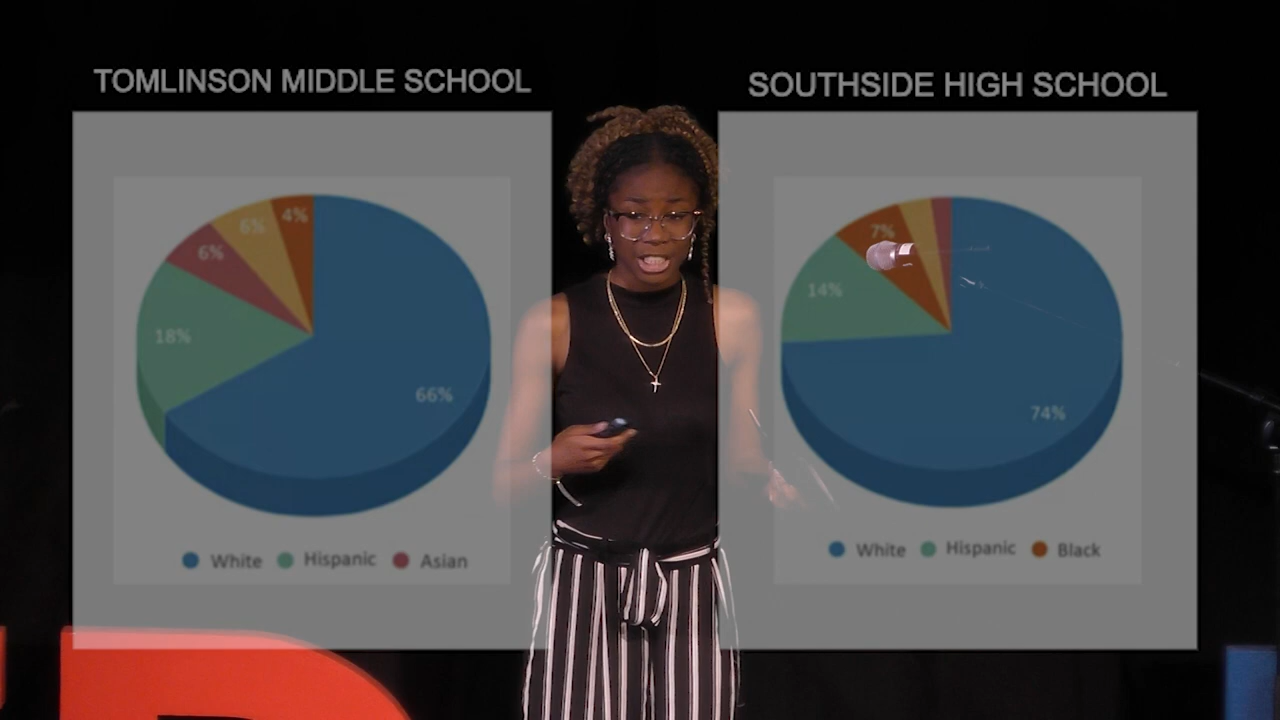 TOMLINSON MIDDLE SCHOOL
SOUTHSIDE HIGH SCHOOL
4%
6%
6%
18%
66%
7%
14%
74%
White Hispanic Asian
White Hispanic Black